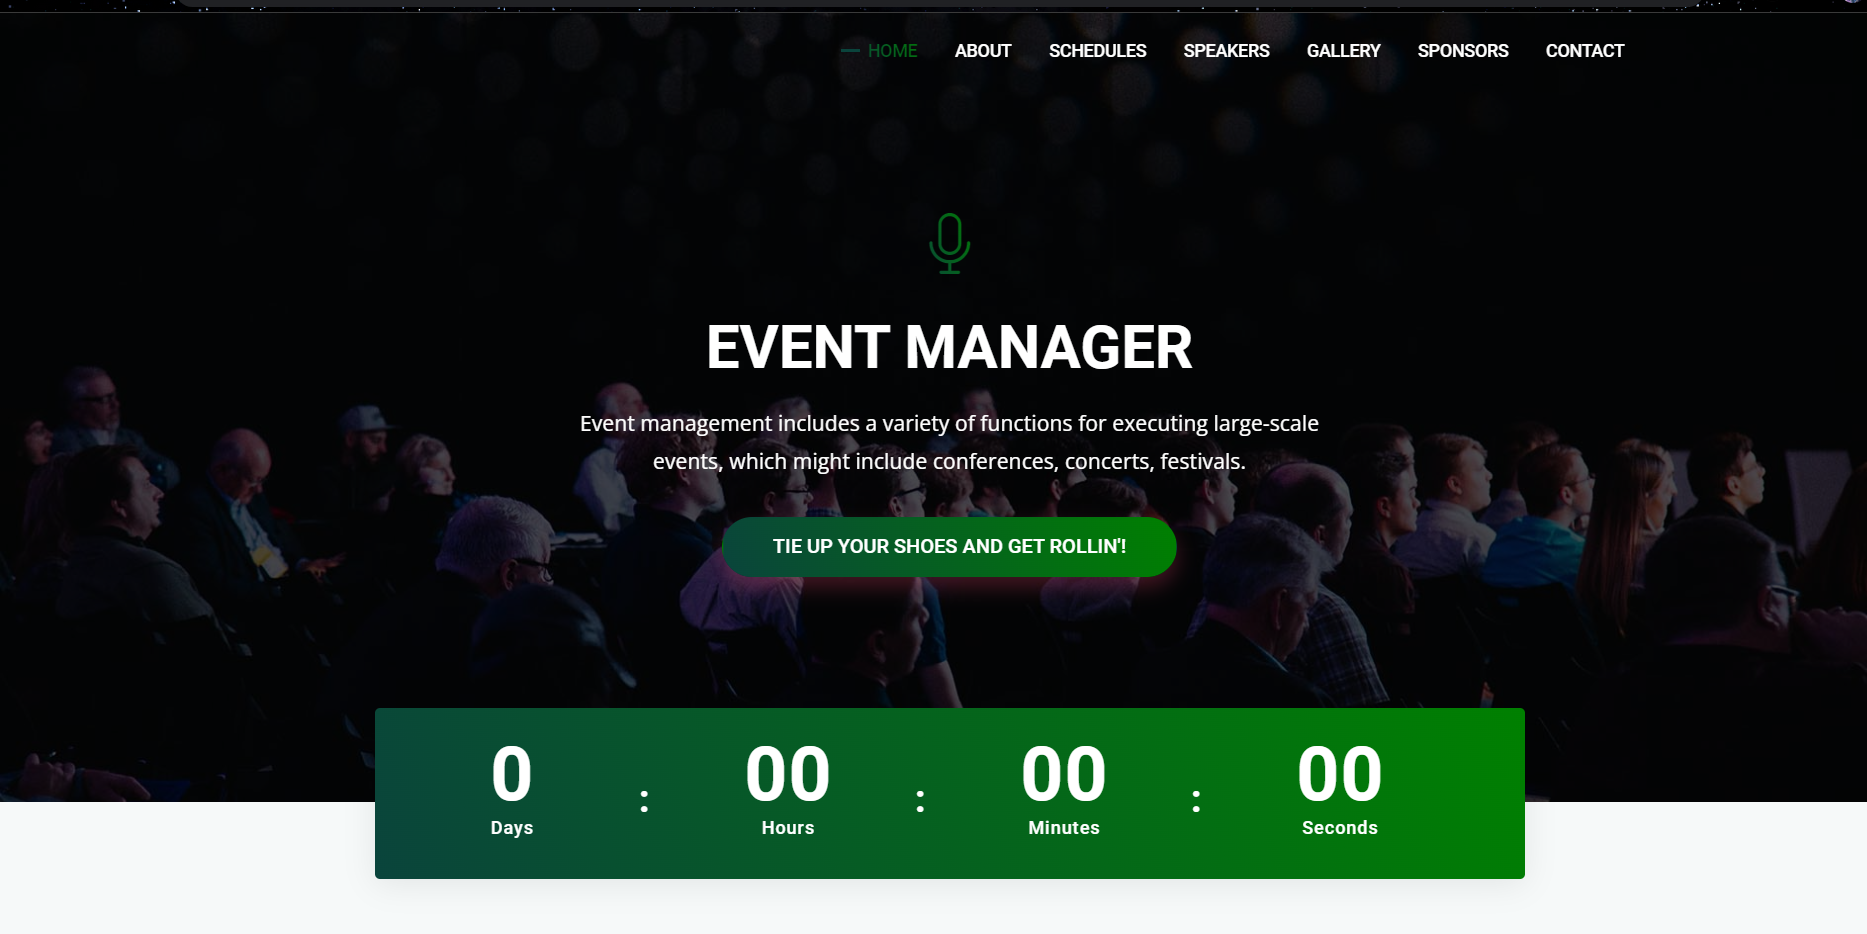 HOME ABOUT SCHEDULES SPEAKERS GALLERY SPONSORS CONTACT
EVENT MANAGER
Event management includes a variety of functions for executing large-scale
events, which might include conferences, concerts, festivals.
TIE UP YOUR SHOES AND GET ROLLIN'!
0 : 00 : 00 : 00
Days Hours Minutes Seconds